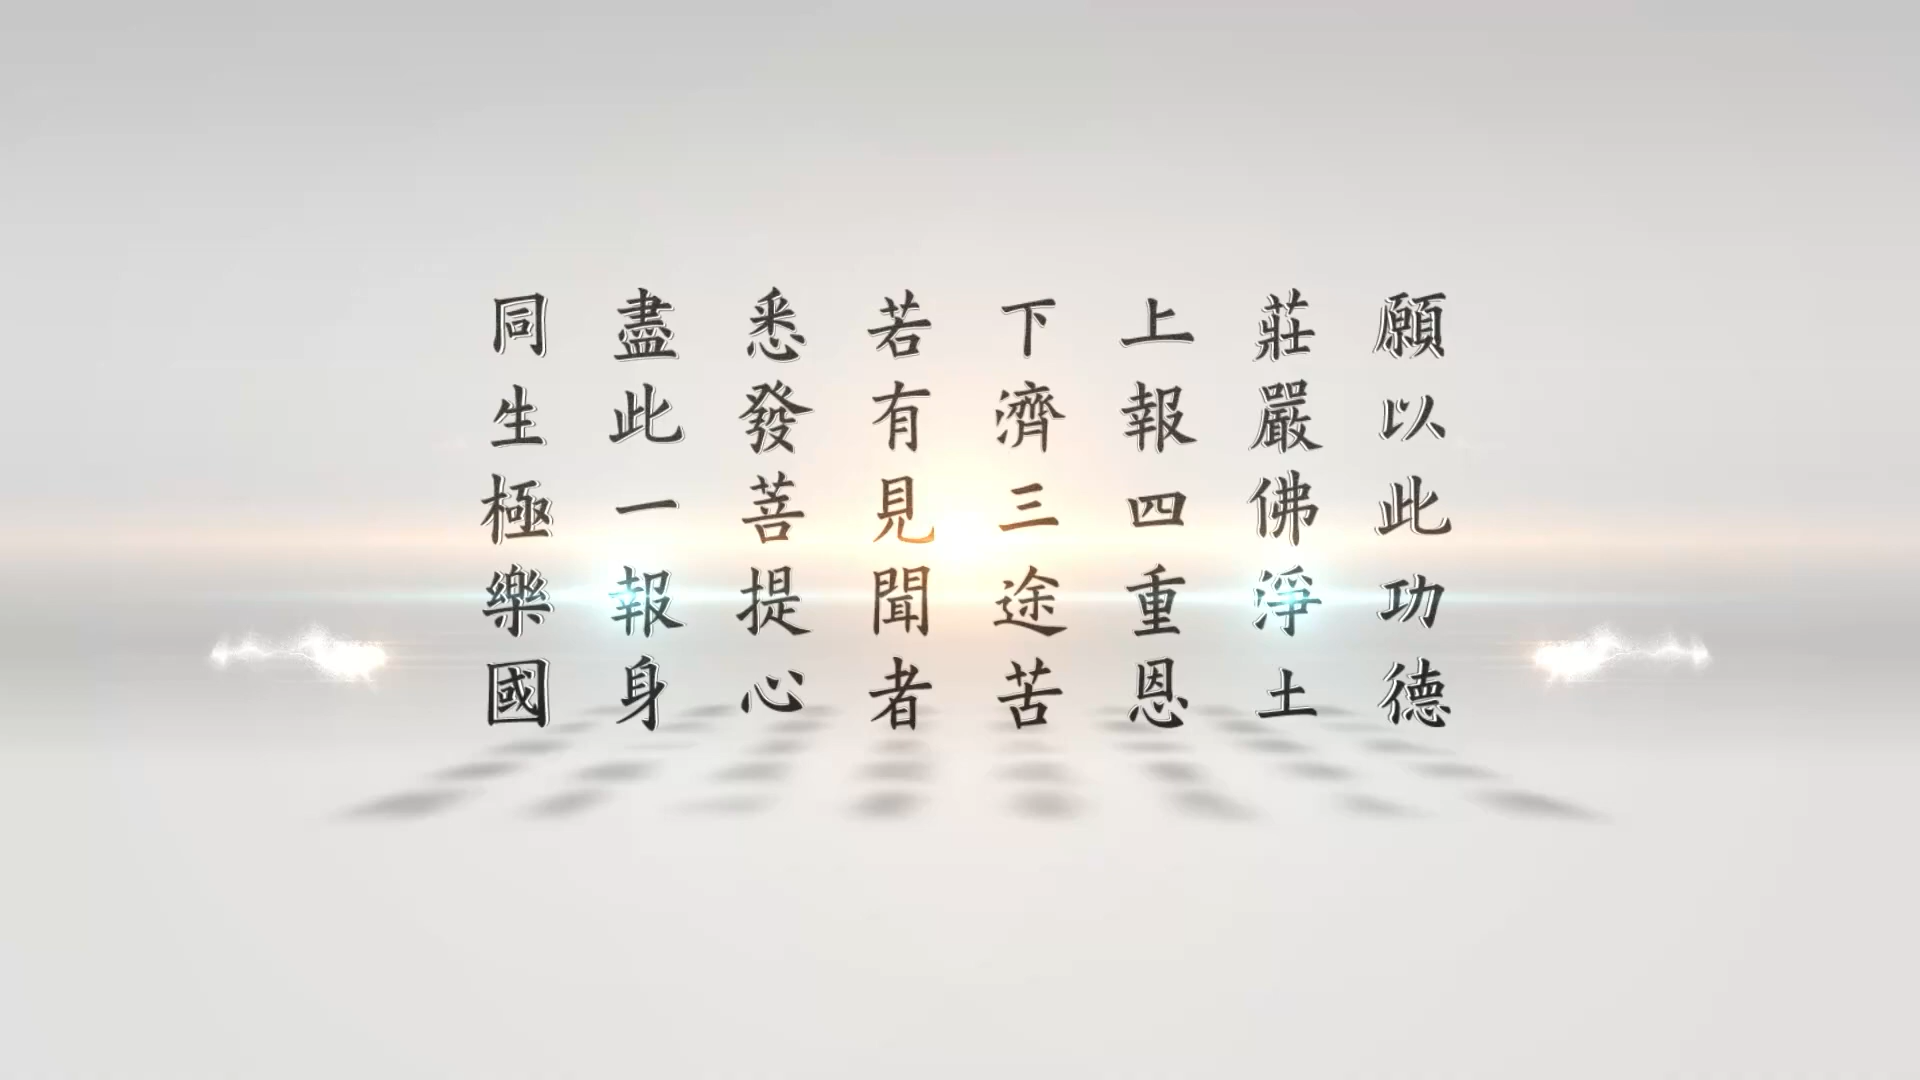 願以此功德
莊嚴佛淨土
上報四重恩
下濟三途苦
若有見聞者
悉發菩提心
盡此一報身
同生極樂國